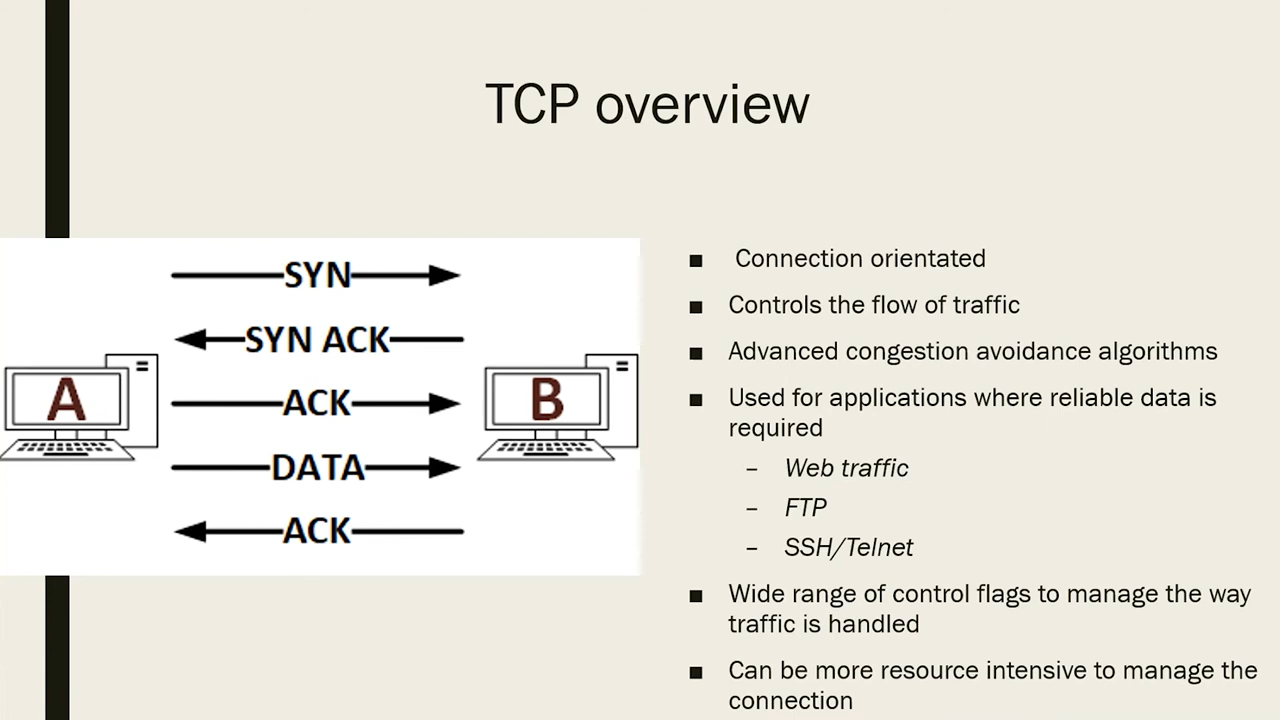 TCP overview
SYN
SYN ACK
ACK
DATA
ACK
A
B
■ Connection orientated
■ Controls the flow of traffic
■ Advanced congestion avoidance algorithms
■ Used for applications where reliable data is
required
– Web traffic
– FTP
– SSH/Telnet
■ Wide range of control flags to manage the way
traffic is handled
■ Can be more resource intensive to manage the
connection